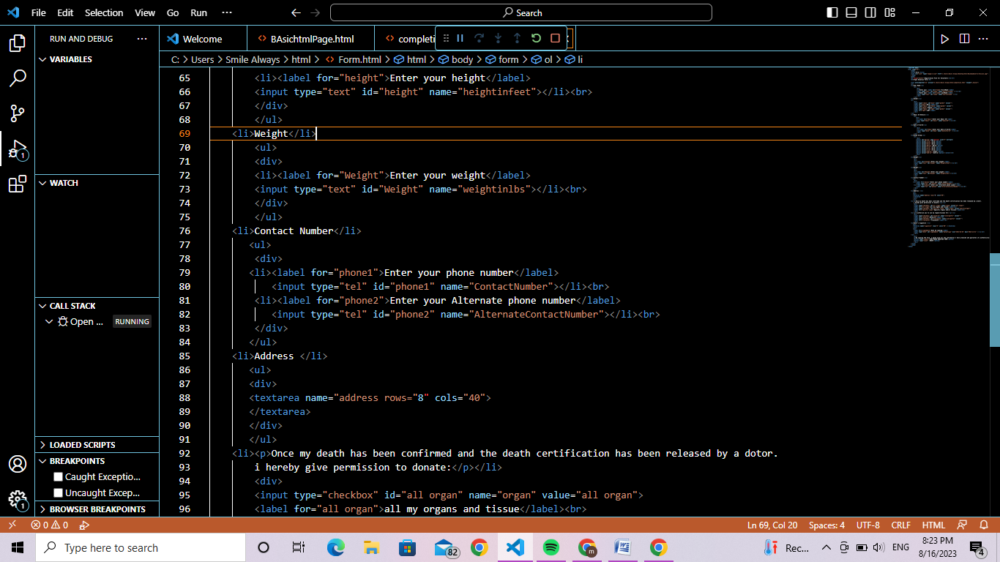 File Edit Selection View Go Run ··· Search
RUN AND DEBUG ···
Welcome BAsichtmlPage.html completi
C: > Users > Smile Always > html > Form.html > html > body > form > ol > li
VARIABLES
WATCH
CALL STACK
Open ... RUNNING
LOADED SCRIPTS
BREAKPOINTS
Caught Exceptio...
Uncaught Excep...
BROWSER BREAKPOINTS
1
1
65 <li><label for="height">Enter your height</label>
66 <input type="text" id="height" name="heightinfeet"></li><br>
67 </div>
68 </ul>
69 <li>Weight</li>
70 <ul>
71 <div>
72 <li><label for="Weight">Enter your weight</label>
73 <input type="text" id="Weight" name="weightinlbs"></li><br>
74 </div>
75 </ul>
76 <li>Contact Number</li>
77 <ul>
78 <div>
79 <li><label for="phone1">Enter your phone number</label>
80 <input type="tel" id="phone1" name="ContactNumber"></li><br>
81 <li><label for="phone2">Enter your Alternate phone number</label>
82 <input type="tel" id="phone2" name="AlternateContactNumber"></li><br>
83 </div>
84 </ul>
85 <li>Address </li>
86 <ul>
87 <div>
88 <textarea name="address rows="8" cols="40">
89 </textarea>
90 </div>
91 </ul>
92 <li><p>Once my death has been confirmed and the death certification has been released by a dotor.
93 i hereby give permission to donate:</p></li>
94 <div>
95 <input type="checkbox" id="all organ" name="organ" value="all organ">
96 <label for="all organ">all my organs and tissue</label><br>
0 0 Ln 69, Col 20 Spaces: 4 UTF-8 CRLF HTML
Type here to search 82 m Rec... ENG 8:23 PM
8/16/2023 4